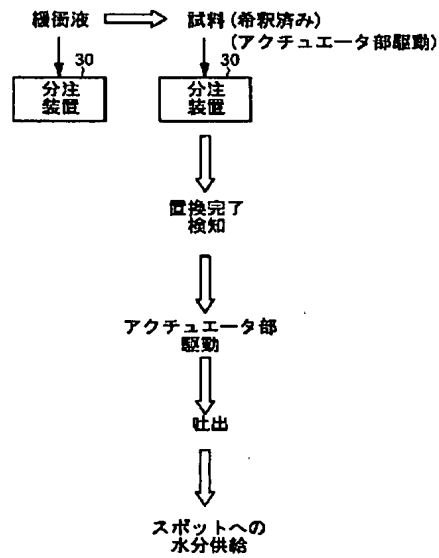 緩衝液 試料(希釈済み)
(アクチュエータ部駆動)
30 30
分注 分注
装置 装置
置換完了
検知
アクチュエータ部
駆動
吐出
スポットへの
水分供給